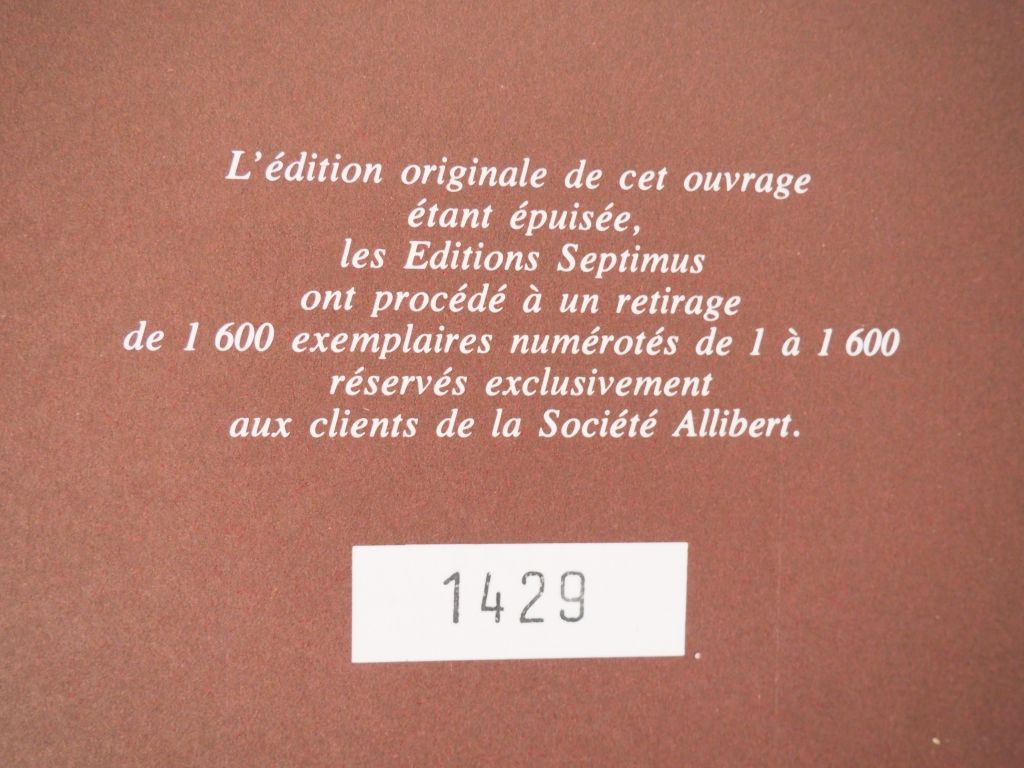 L'édition originale de cet ouvrage
étant épuisée,
les Editions Septimus
ont procédé à un retirage
de 1 600 exemplaires numérotés de 1 à 1 600
réservés exclusivement
aux clients de la Société Allibert.
1429